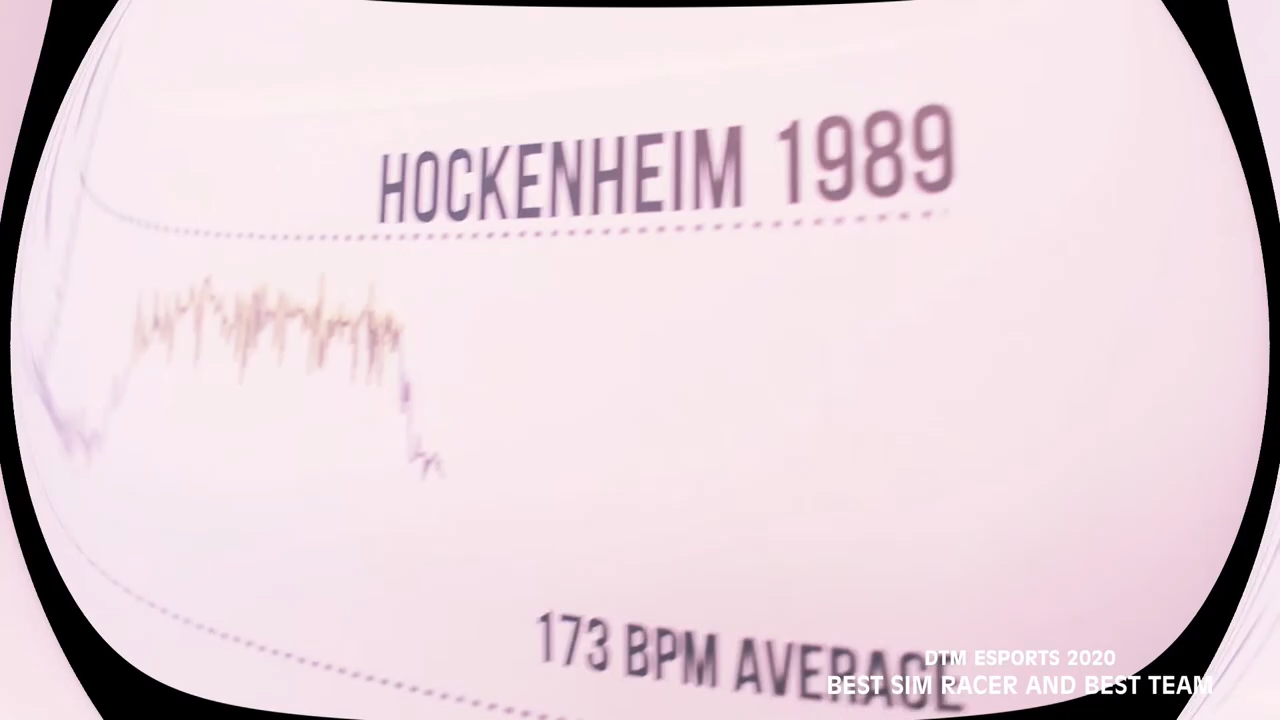 HOCKENHEIM 1989
173 BPM AVERAGE
DTM ESPORTS 2020
BEST SIM RACER AND BEST TEAM